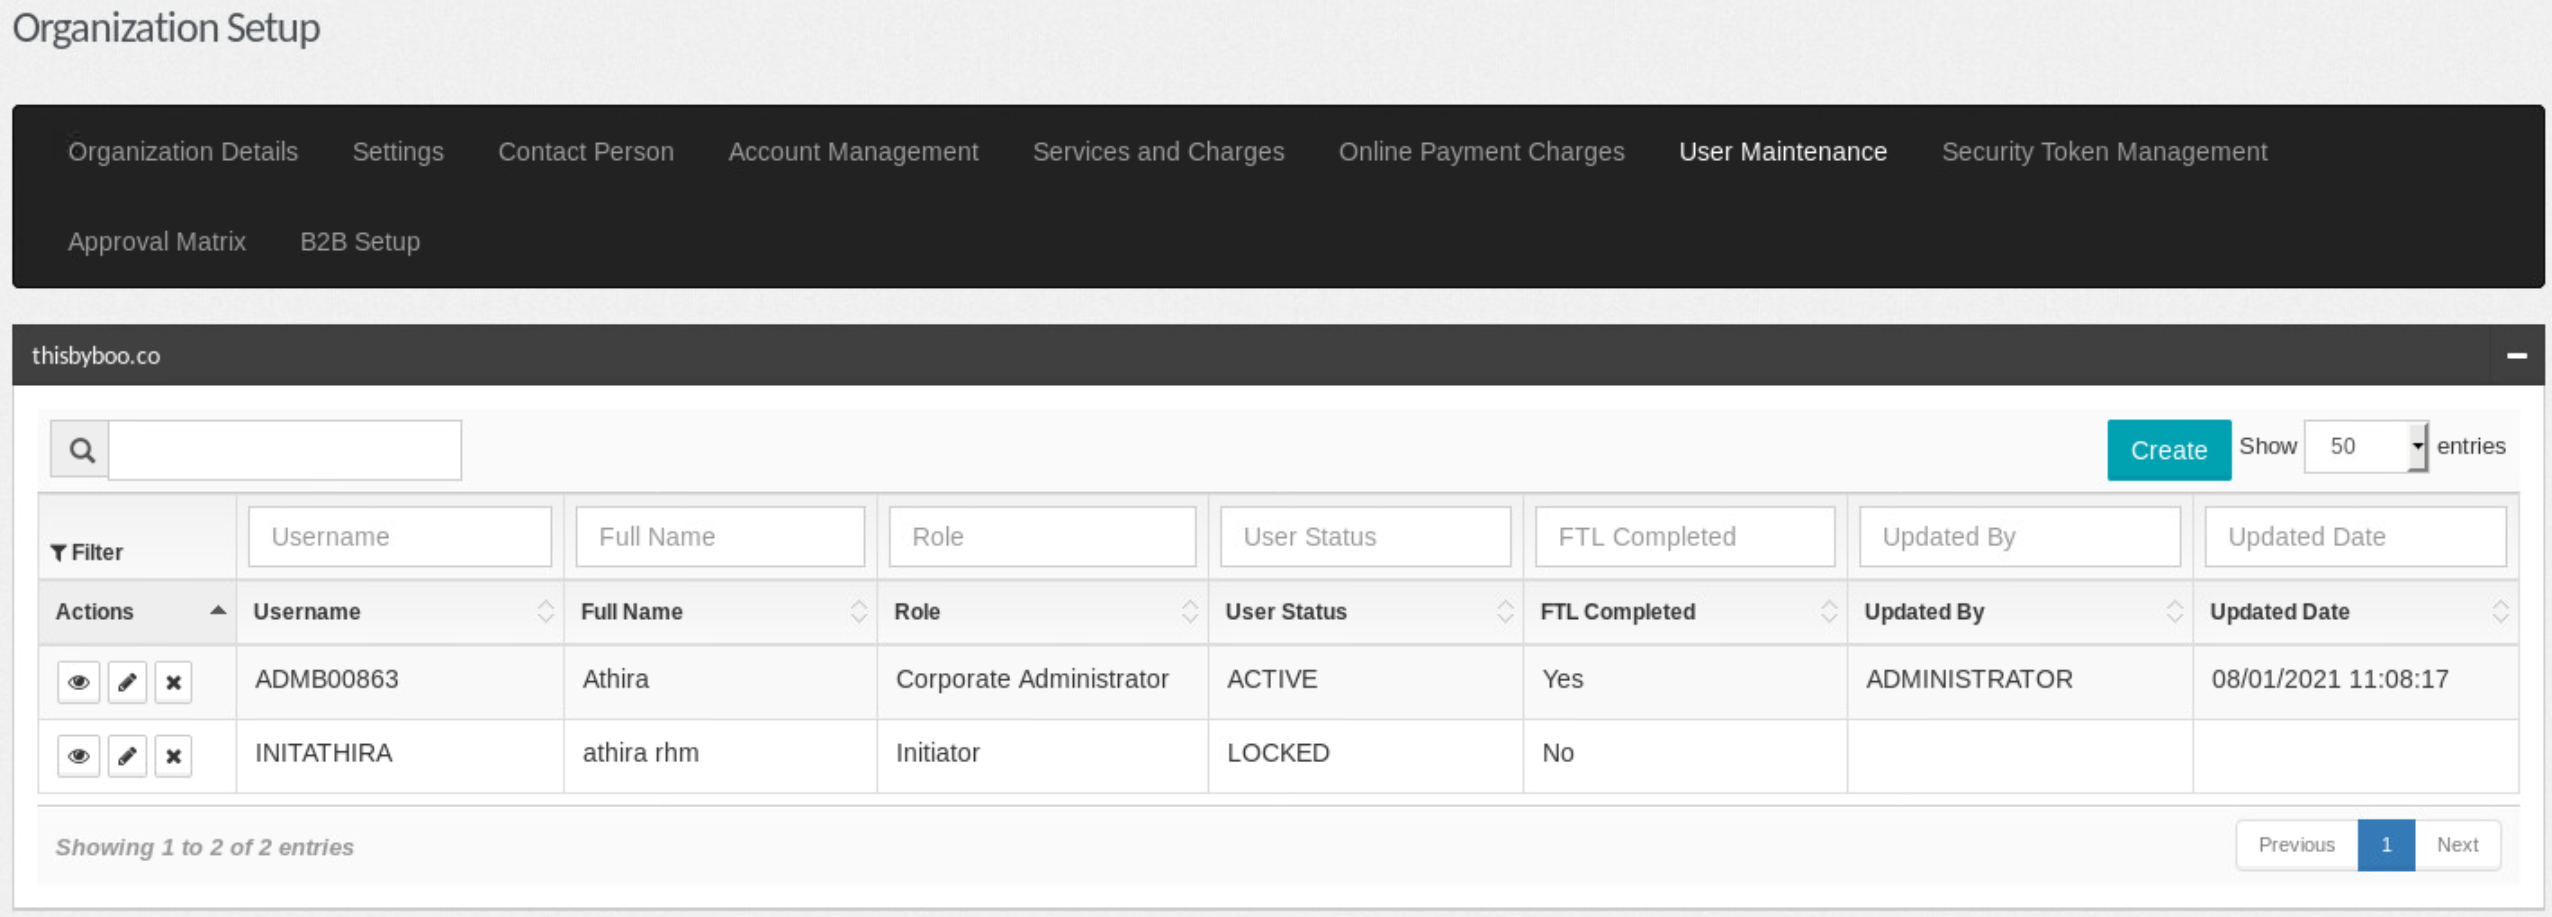 Organization Setup
Organization Details Settings Contact Person Account Management Services and Charges Online Payment Charges User Maintenance Security Token Management
Approval Matrix B2B Setup
thisbyboo.co
Create Show 50 entries
Filter Username Full Name Role User Status FTL Completed Updated By Updated Date
Actions Username Full Name Role User Status FTL Completed Updated By Updated Date
ADMB00863 Athira Corporate Administrator ACTIVE Yes ADMINISTRATOR 08/01/2021 11:08:17
INITATHIRA athira rhm Initiator LOCKED No
Showing 1 to 2 of 2 entries
Previous 1 Next